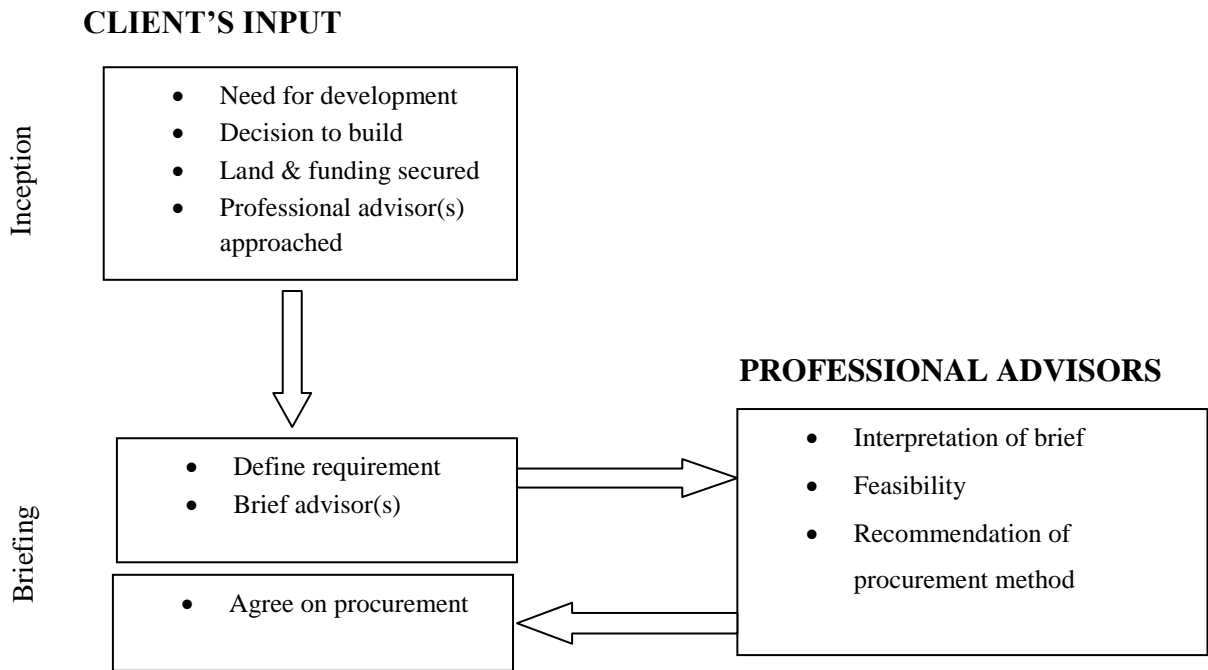 CLIENT’S INPUT
Inception
• Need for development
• Decision to build
• Land & funding secured
• Professional advisor(s)
approached
PROFESSIONAL ADVISORS
Briefing
• Define requirement
• Brief advisor(s)
• Interpretation of brief
• Feasibility
• Recommendation of
procurement method
• Agree on procurement